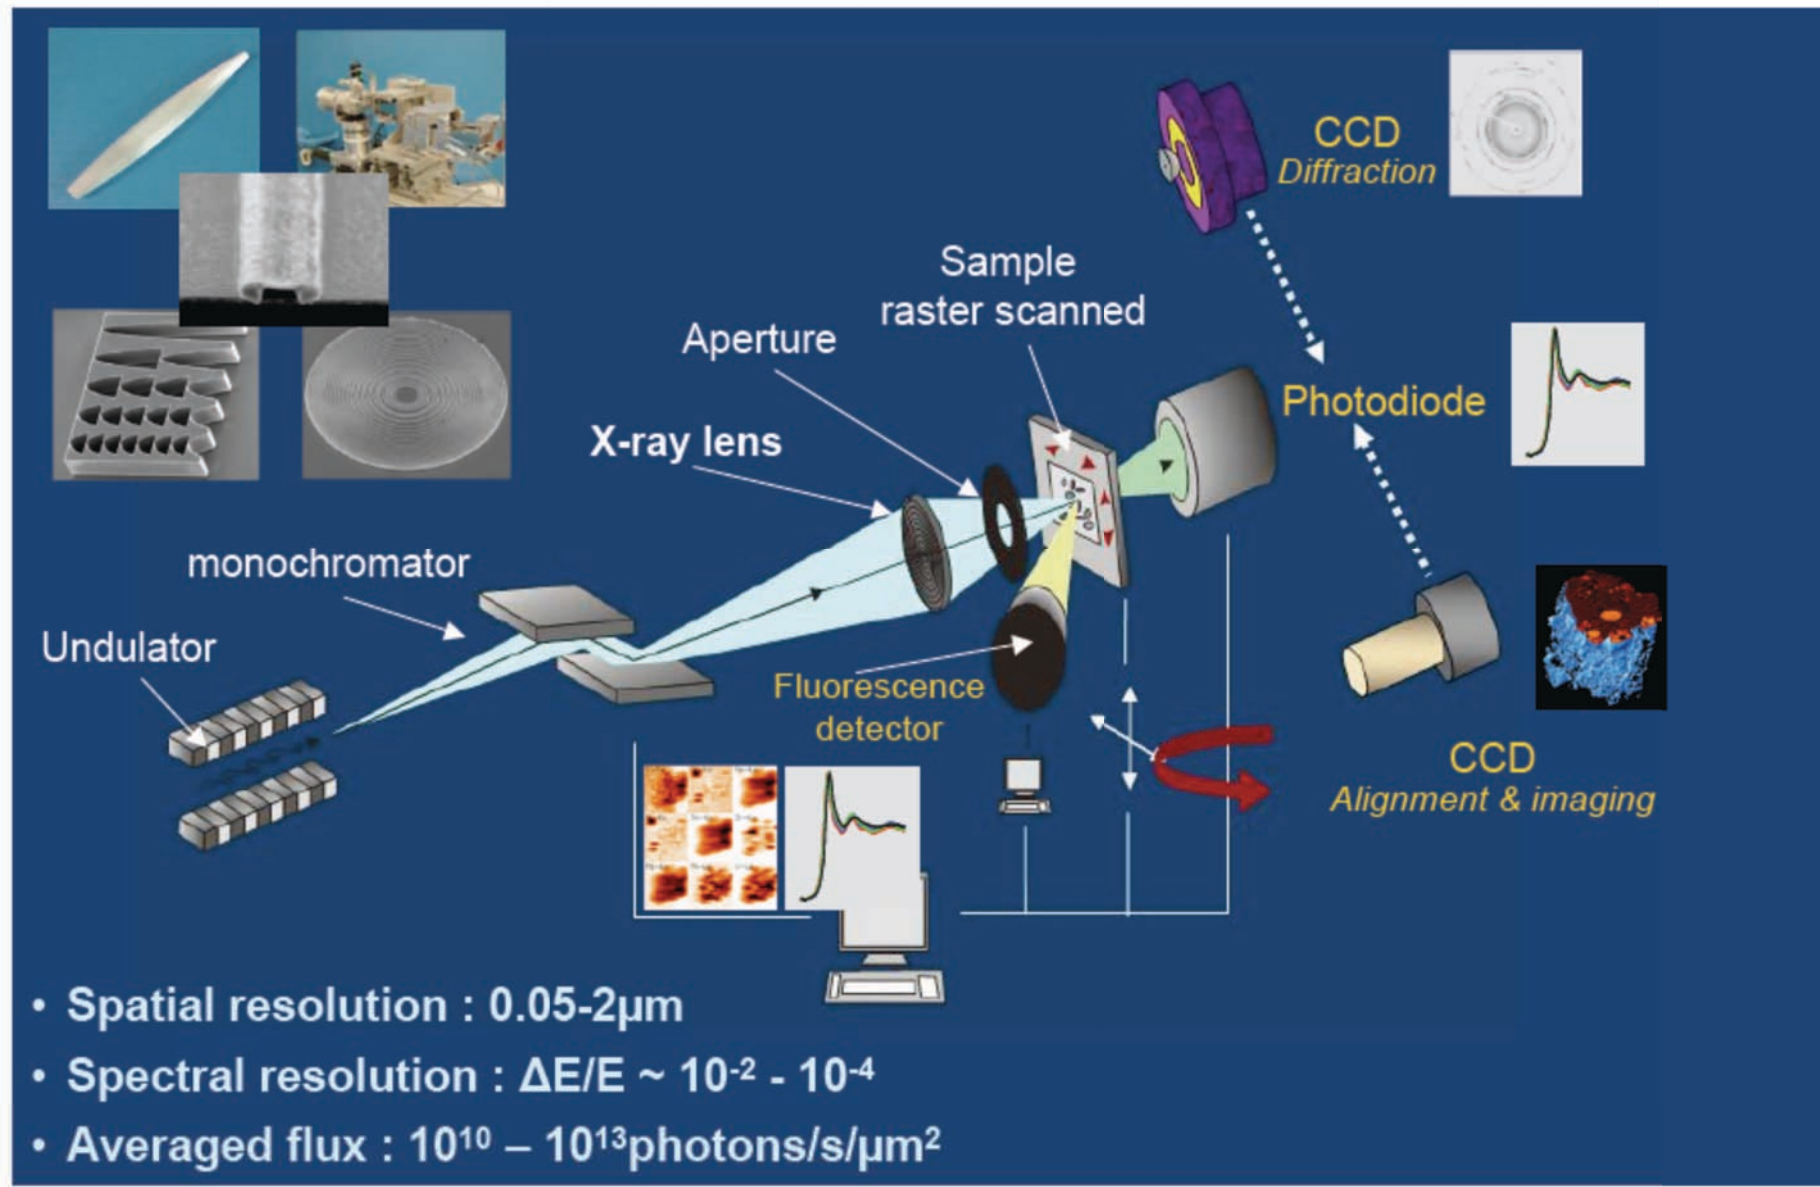 CCD
Diffraction
Sample
raster scanned
Aperture
Photodiode
X-ray lens
monochromator
Undulator
Fluorescence
detector
CCD
Alignment & imaging
• Spatial resolution : 0.05-2µm
• Spectral resolution : ΔE/E ~ 10⁻² - 10⁻⁴
• Averaged flux : 10¹⁰ – 10¹³photons/s/µm²